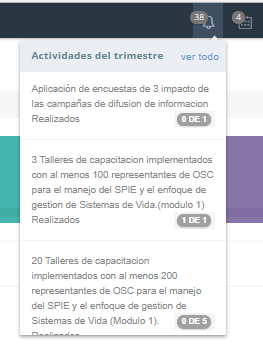 38 4
Actividades del trimestre ver todo
Aplicación de encuestas de 3 impacto de
las campañas de difusion de informacion
Realizados 0 DE 1
3 Talleres de capacitacion implementados
con al menos 100 representantes de OSC
para el manejo del SPIE y el enfoque de
gestion de Sistemas de Vida.(modulo 1)
Realizados 1 DE 1
20 Talleres de capacitacion
implementados con al menos 200
representantes de OSC para el manejo
del SPIE y el enfoque de gestion de
Sistemas de Vida (Modulo 1).
Realizados 0 DE 5